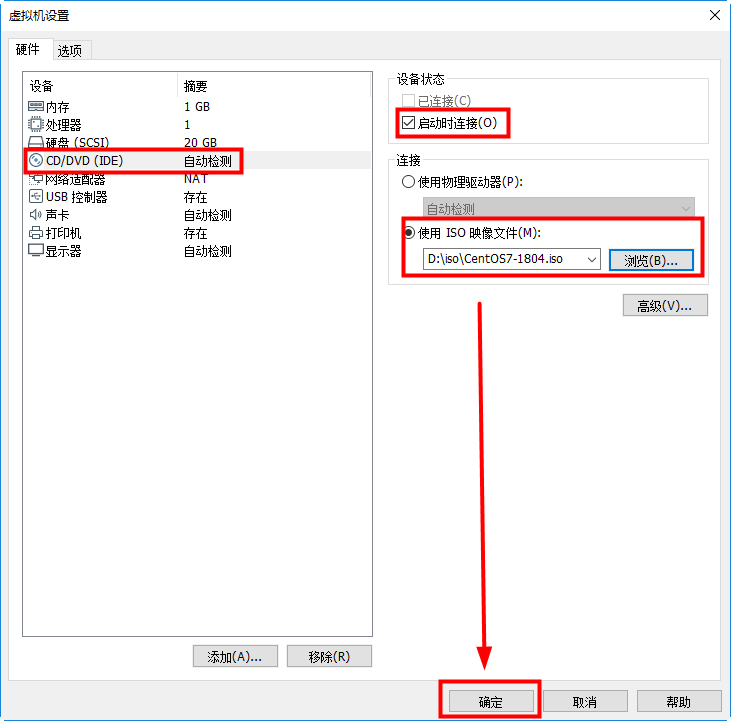 虚拟机设置
硬件 选项
设备 摘要
内存 1 GB
处理器 1
硬盘 (SCSI) 20 GB
CD/DVD (IDE) 自动检测
网络适配器 NAT
USB 控制器 存在
声卡 自动检测
打印机 存在
显示器 自动检测
添加(A)... 移除(R)
设备状态
已连接(C)
启动时连接(O)
连接
使用物理驱动器(P):
自动检测
使用 ISO 映像文件(M):
D:\iso\CentOS7-1804.iso 浏览(B)...
高级(V)...
确定 取消 帮助